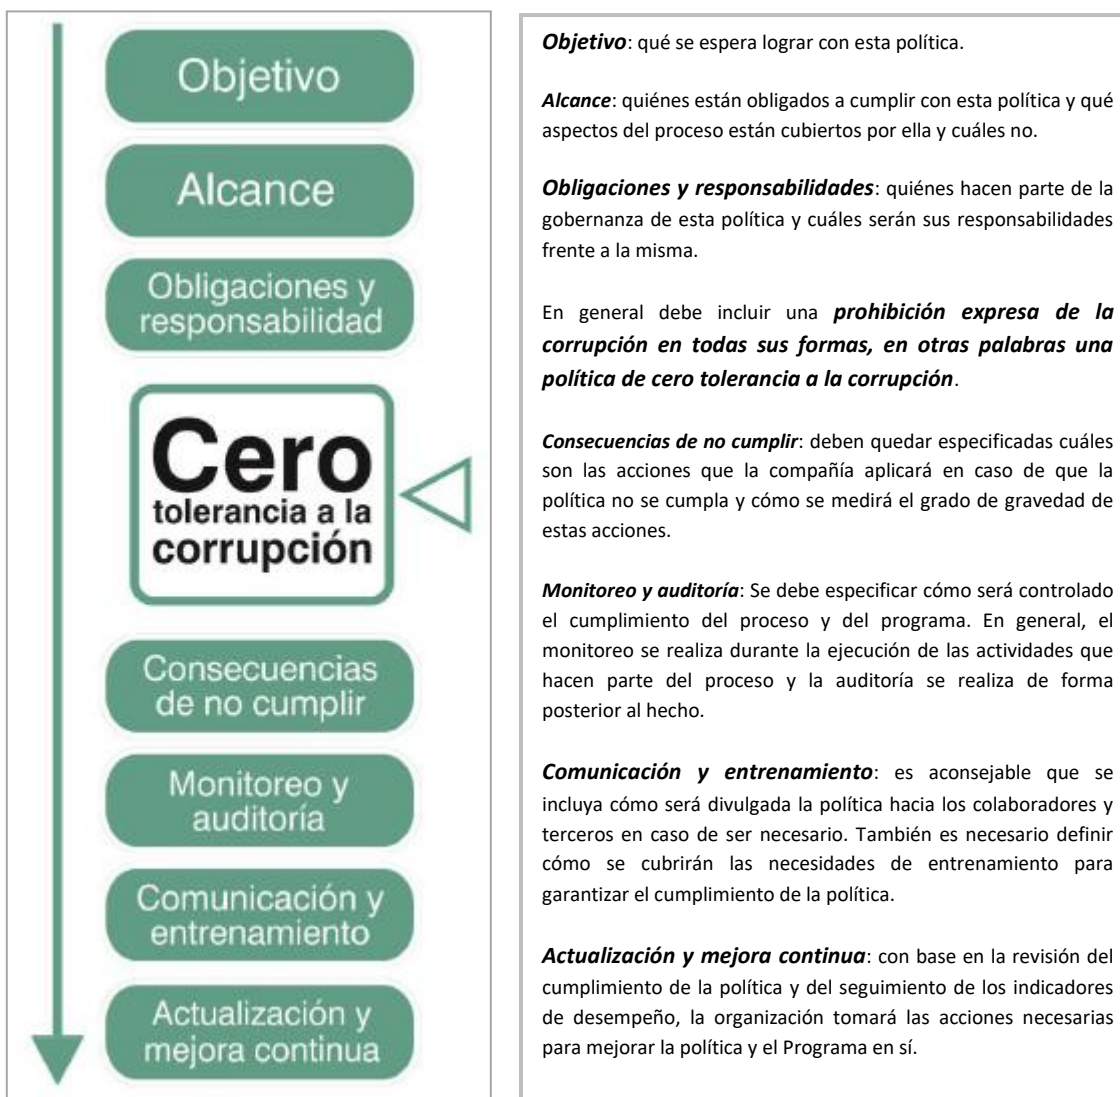 Objetivo
Alcance
Obligaciones y
responsabilidad
Cero
tolerancia a la
corrupción
Consecuencias
de no cumplir
Monitoreo y
auditoría
Comunicación y
entrenamiento
Actualización y
mejora continua
Objetivo: qué se espera lograr con esta política.
Alcance: quiénes están obligados a cumplir con esta política y qué
aspectos del proceso están cubiertos por ella y cuáles no.
Obligaciones y responsabilidades: quiénes hacen parte de la
gobernanza de esta política y cuáles serán sus responsabilidades
frente a la misma.
En general debe incluir una prohibición expresa de la
corrupción en todas sus formas, en otras palabras una
política de cero tolerancia a la corrupción.
Consecuencias de no cumplir: deben quedar especificadas cuáles
son las acciones que la compañía aplicará en caso de que la
política no se cumpla y cómo se medirá el grado de gravedad de
estas acciones.
Monitoreo y auditoría: Se debe especificar cómo será controlado
el cumplimiento del proceso y del programa. En general, el
monitoreo se realiza durante la ejecución de las actividades que
hacen parte del proceso y la auditoría se realiza de forma
posterior al hecho.
Comunicación y entrenamiento: es aconsejable que se
incluya cómo será divulgada la política hacia los colaboradores y
terceros en caso de ser necesario. También es necesario definir
cómo se cubrirán las necesidades de entrenamiento para
garantizar el cumplimiento de la política.
Actualización y mejora continua: con base en la revisión del
cumplimiento de la política y del seguimiento de los indicadores
de desempeño, la organización tomará las acciones necesarias
para mejorar la política y el Programa en sí.